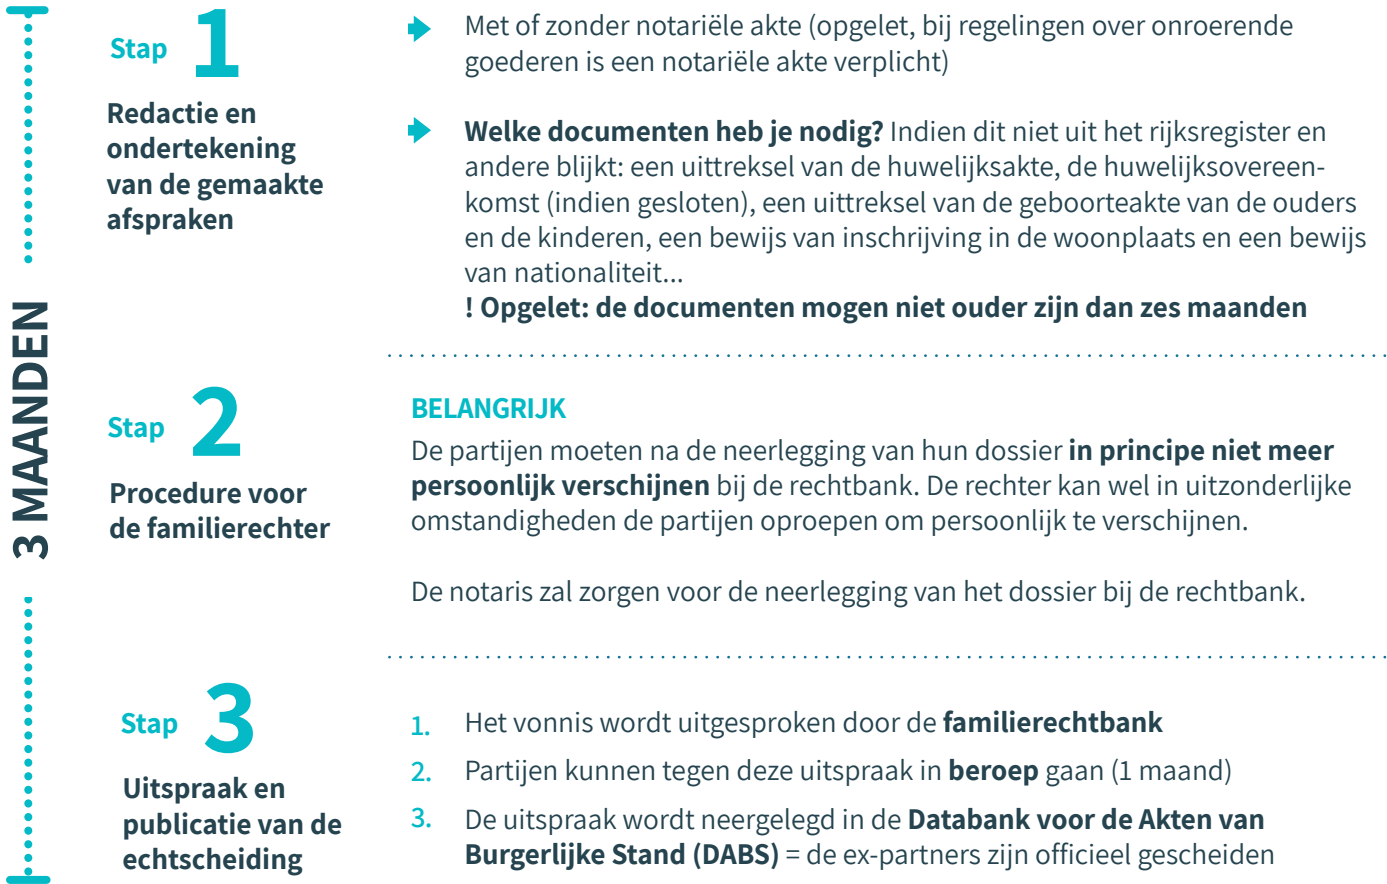 3 MAANDEN
Stap 1
Redactie en
ondertekening
van de gemaakte
afspraken
Met of zonder notariële akte (opgelet, bij regelingen over onroerende
goederen is een notariële akte verplicht)
Welke documenten heb je nodig? Indien dit niet uit het rijksregister en
andere blijkt: een uittreksel van de huwelijksakte, de huwelijksovereen-
komst (indien gesloten), een uittreksel van de geboorteakte van de ouders
en de kinderen, een bewijs van inschrijving in de woonplaats en een bewijs
van nationaliteit...
! Opgelet: de documenten mogen niet ouder zijn dan zes maanden
Stap 2
Procedure voor
de familierechter
BELANGRIJK
De partijen moeten na de neerlegging van hun dossier in principe niet meer
persoonlijk verschijnen bij de rechtbank. De rechter kan wel in uitzonderlijke
omstandigheden de partijen oproepen om persoonlijk te verschijnen.
De notaris zal zorgen voor de neerlegging van het dossier bij de rechtbank.
Stap 3
Uitspraak en
publicatie van de
echtscheiding
1. Het vonnis wordt uitgesproken door de familierechtbank
2. Partijen kunnen tegen deze uitspraak in beroep gaan (1 maand)
3. De uitspraak wordt neergelegd in de Databank voor de Akten van
Burgerlijke Stand (DABS) = de ex-partners zijn officieel gescheiden